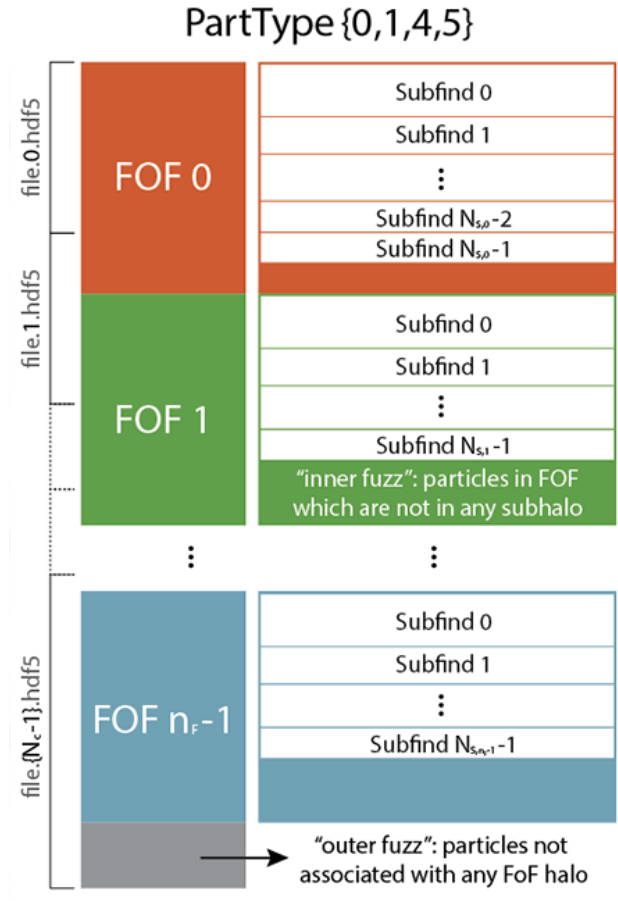 PartType {0,1,4,5}
file.0.hdf5
FOF 0
Subfind 0
Subfind 1
⋮
Subfind Nₛ,₀-2
Subfind Nₛ,₀-1
file.1.hdf5
FOF 1
Subfind 0
Subfind 1
⋮
Subfind Nₛ,₁-1
“inner fuzz”: particles in FOF
which are not in any subhalo
⋮
⋮
file.{N꜀-1}.hdf5
FOF nF-1
Subfind 0
Subfind 1
⋮
Subfind Ns,nF-1-1
“outer fuzz”: particles not
associated with any FoF halo